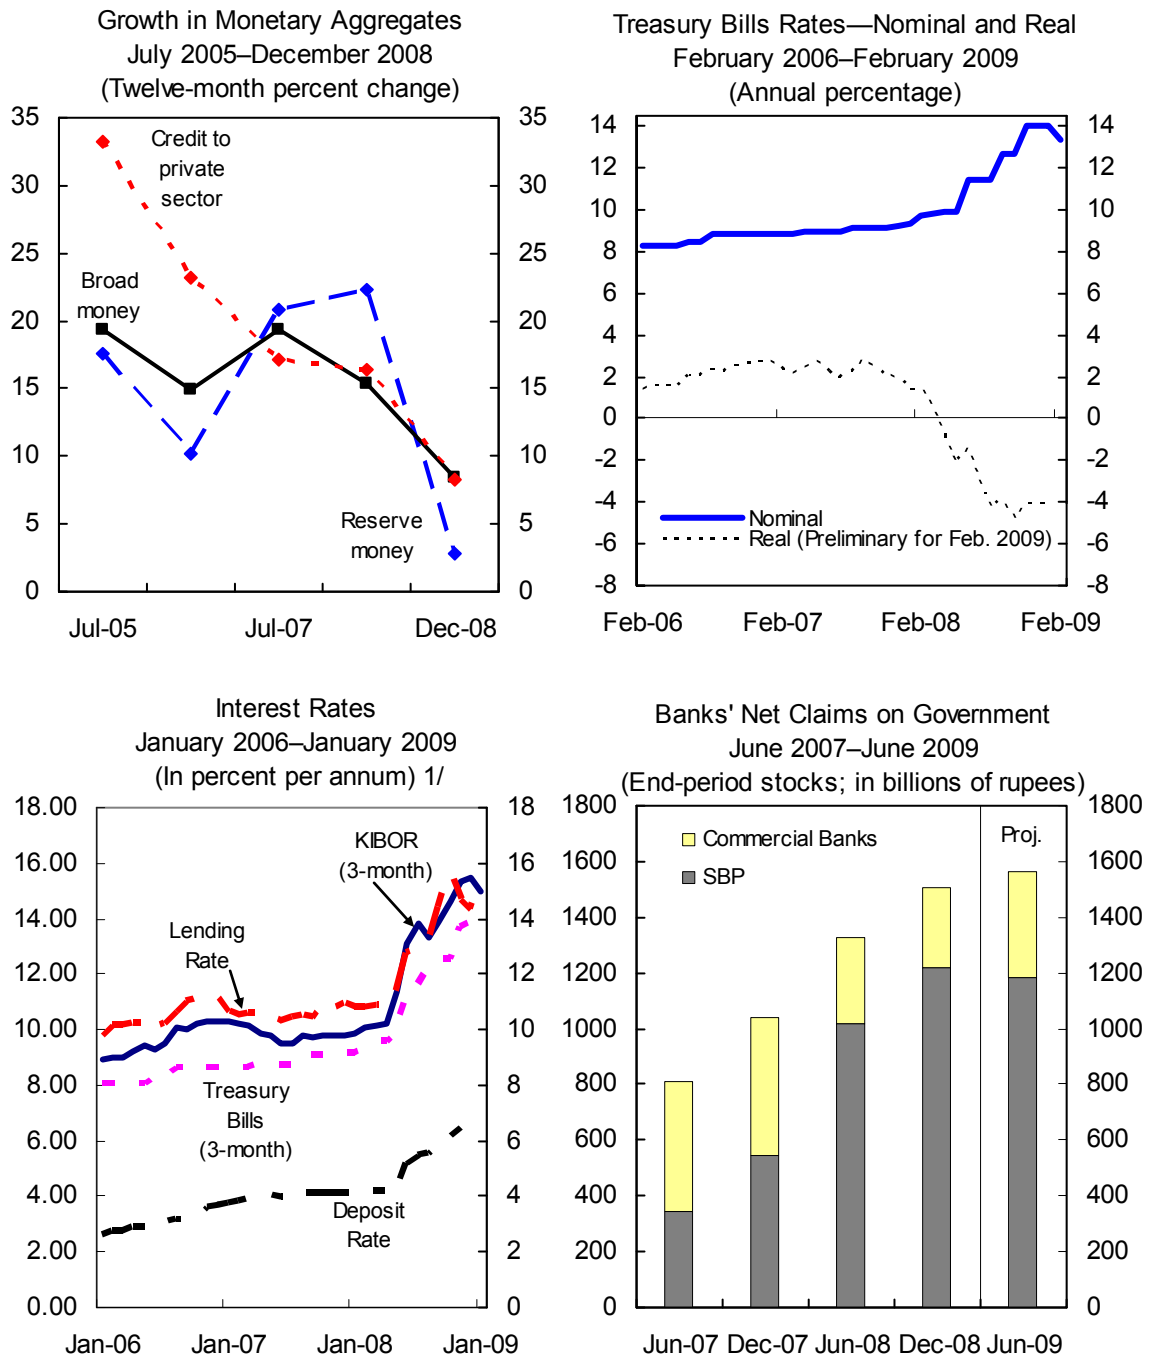 Growth in Monetary Aggregates
July 2005–December 2008
(Twelve-month percent change)
35
30
25
20
15
10
5
0
35
30
25
20
15
10
5
0
Credit to
private
sector
Broad
money
Reserve
money
Jul-05
Jul-07
Dec-08
Treasury Bills Rates—Nominal and Real
February 2006–February 2009
(Annual percentage)
14
12
10
8
6
4
2
0
-2
-4
-6
-8
14
12
10
8
6
4
2
0
-2
-4
-6
-8
Nominal
Real (Preliminary for Feb. 2009)
Feb-06
Feb-07
Feb-08
Feb-09
Interest Rates
January 2006–January 2009
(In percent per annum) 1/
18.00
16.00
14.00
12.00
10.00
8.00
6.00
4.00
2.00
0.00
18
16
14
12
10
8
6
4
2
0
KIBOR
(3-month)
Lending
Rate
Treasury
Bills
(3-month)
Deposit
Rate
Jan-06
Jan-07
Jan-08
Jan-09
Banks' Net Claims on Government
June 2007–June 2009
(End-period stocks; in billions of rupees)
1800
1600
1400
1200
1000
800
600
400
200
0
1800
1600
1400
1200
1000
800
600
400
200
0
Commercial Banks
SBP
Proj.
Jun-07
Dec-07
Jun-08
Dec-08
Jun-09